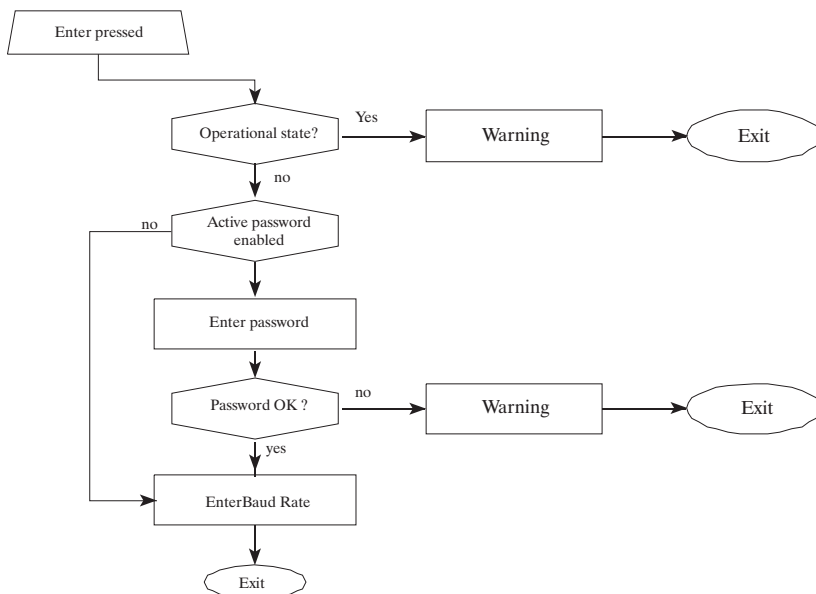 Enter pressed
Operational state?
Yes
Warning
Exit
no
no
Active password
enabled
Enter password
Password OK ?
no
Warning
Exit
yes
EnterBaud Rate
Exit